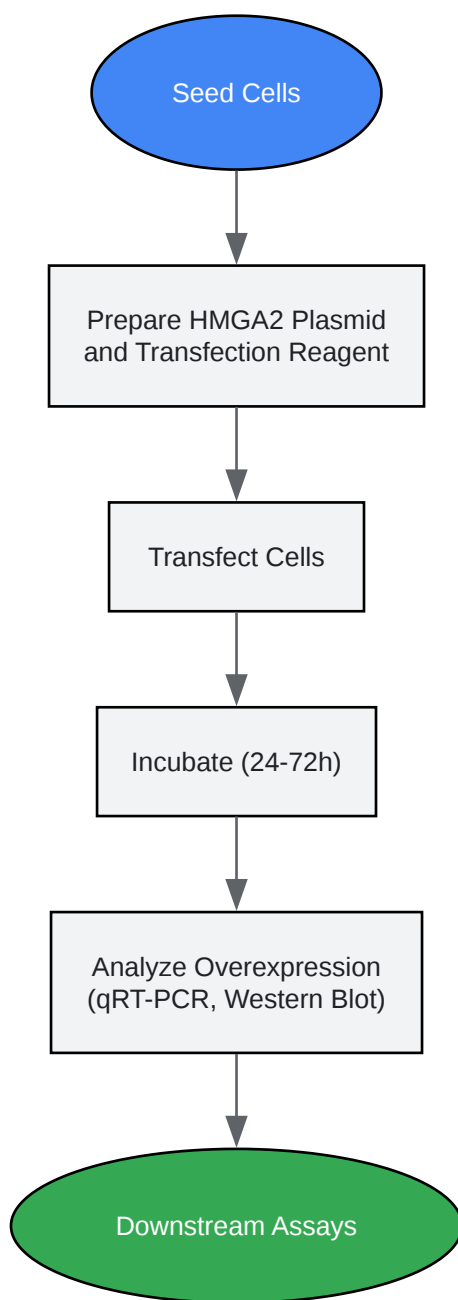 Seed Cells
Prepare HMGA2 Plasmid
and Transfection Reagent
Transfect Cells
Incubate (24-72h)
Analyze Overexpression
(qRT-PCR, Western Blot)
Downstream Assays